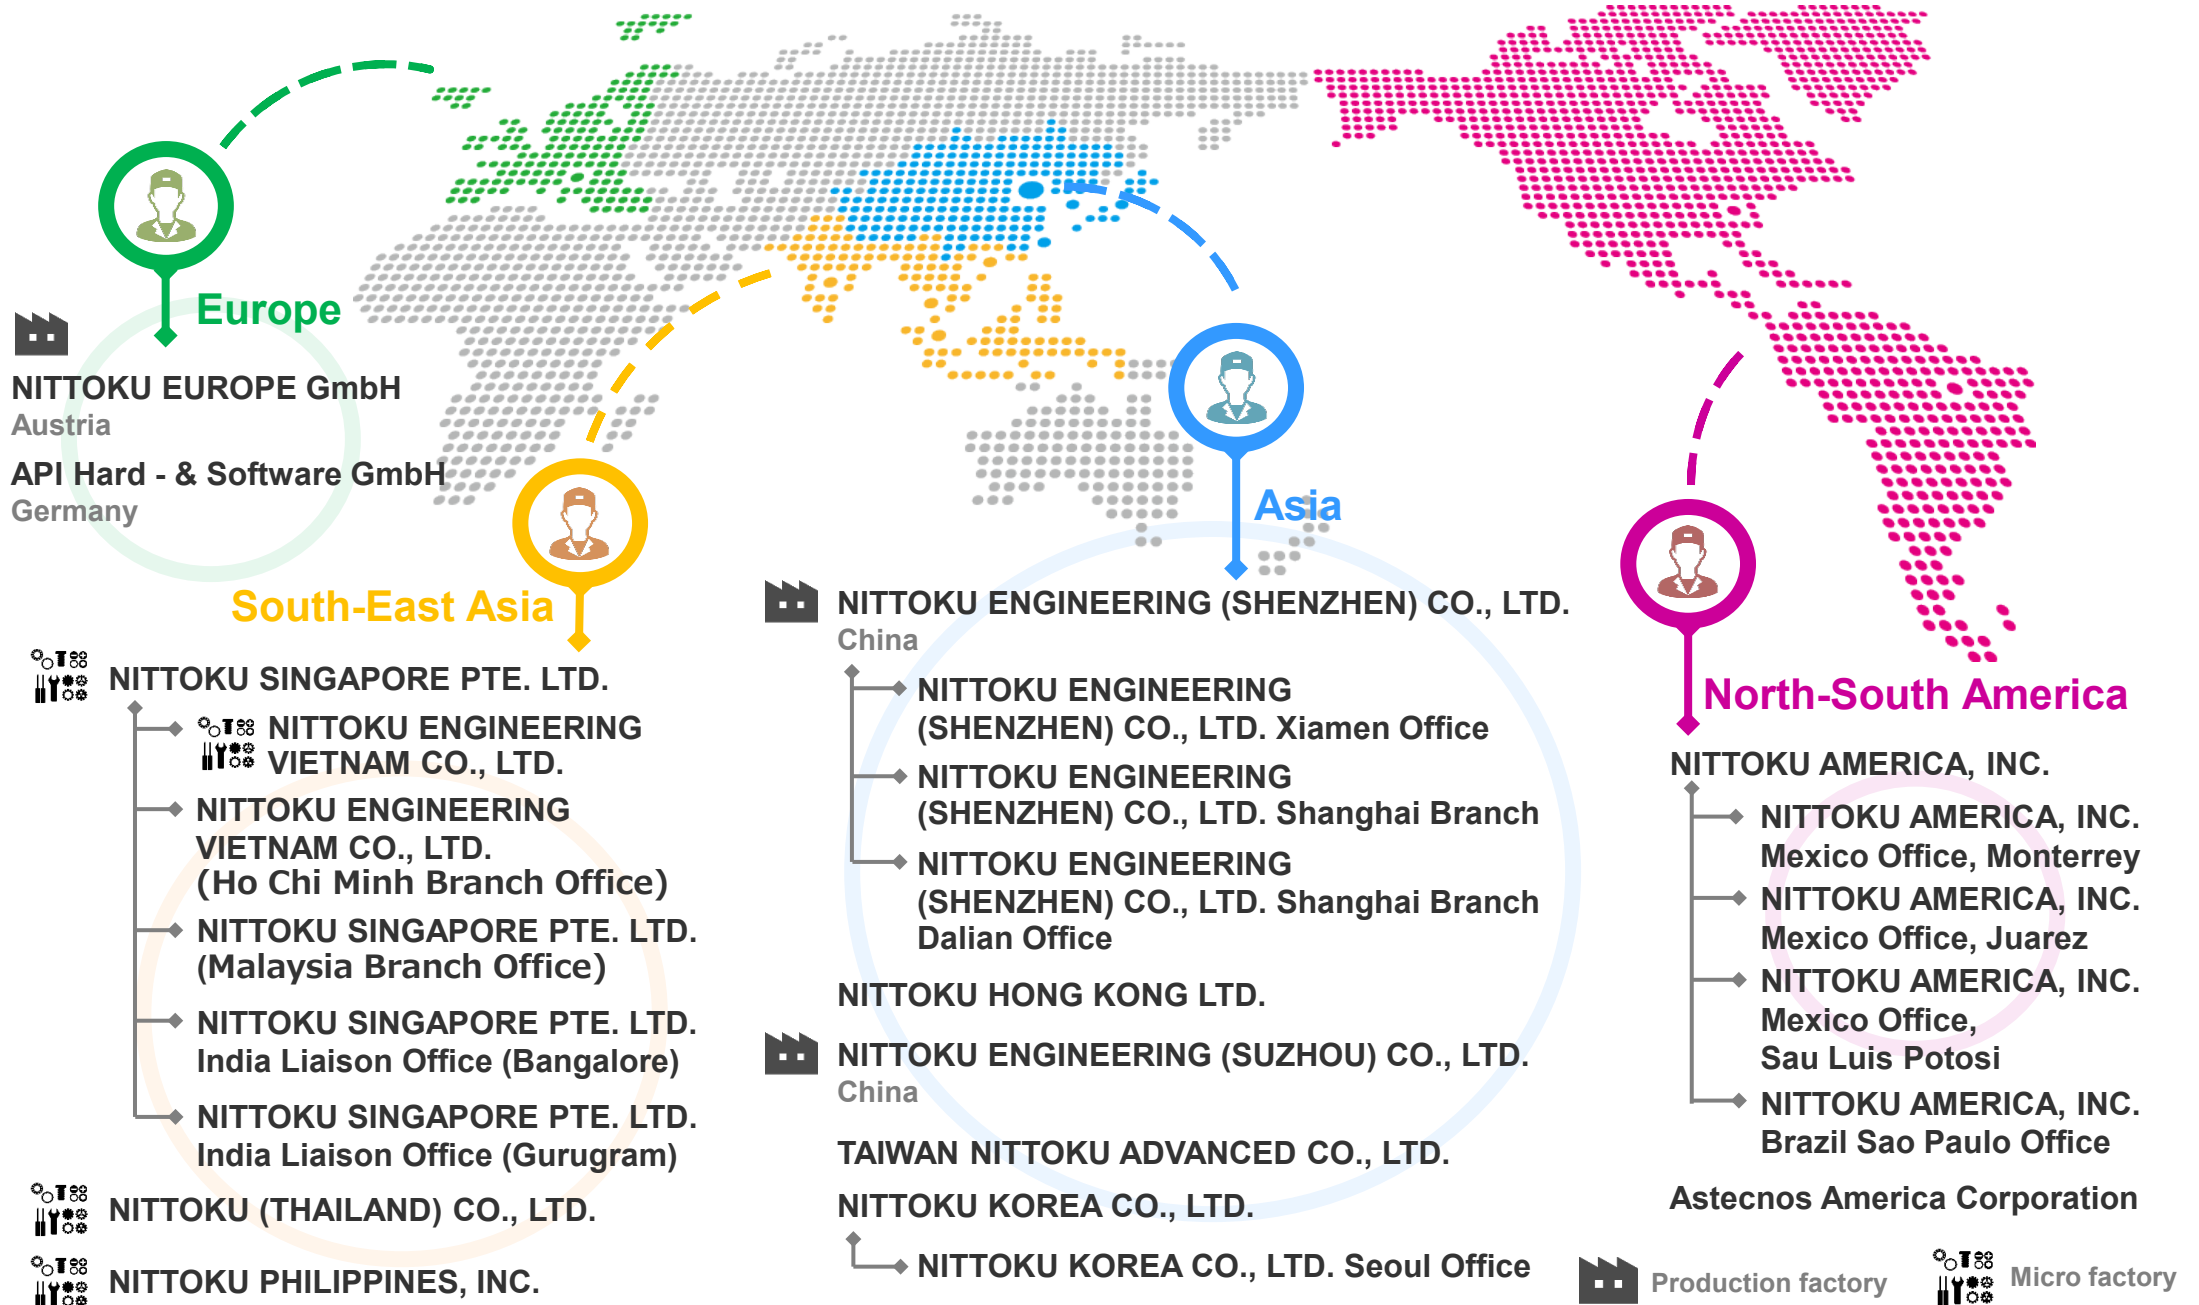 Europe
NITTOKU EUROPE GmbH
Austria
API Hard - & Software GmbH
Germany
South-East Asia
NITTOKU SINGAPORE PTE. LTD.
NITTOKU ENGINEERING
VIETNAM CO., LTD.
NITTOKU ENGINEERING
VIETNAM CO., LTD.
(Ho Chi Minh Branch Office)
NITTOKU SINGAPORE PTE. LTD.
(Malaysia Branch Office)
NITTOKU SINGAPORE PTE. LTD.
India Liaison Office (Bangalore)
NITTOKU SINGAPORE PTE. LTD.
India Liaison Office (Gurugram)
NITTOKU (THAILAND) CO., LTD.
NITTOKU PHILIPPINES, INC.
Asia
NITTOKU ENGINEERING (SHENZHEN) CO., LTD.
China
NITTOKU ENGINEERING
(SHENZHEN) CO., LTD. Xiamen Office
NITTOKU ENGINEERING
(SHENZHEN) CO., LTD. Shanghai Branch
NITTOKU ENGINEERING
(SHENZHEN) CO., LTD. Shanghai Branch
Dalian Office
NITTOKU HONG KONG LTD.
NITTOKU ENGINEERING (SUZHOU) CO., LTD.
China
TAIWAN NITTOKU ADVANCED CO., LTD.
NITTOKU KOREA CO., LTD.
NITTOKU KOREA CO., LTD. Seoul Office
North-South America
NITTOKU AMERICA, INC.
NITTOKU AMERICA, INC.
Mexico Office, Monterrey
NITTOKU AMERICA, INC.
Mexico Office, Juarez
NITTOKU AMERICA, INC.
Mexico Office,
Sau Luis Potosi
NITTOKU AMERICA, INC.
Brazil Sao Paulo Office
Astecnos America Corporation
Production factory
Micro factory